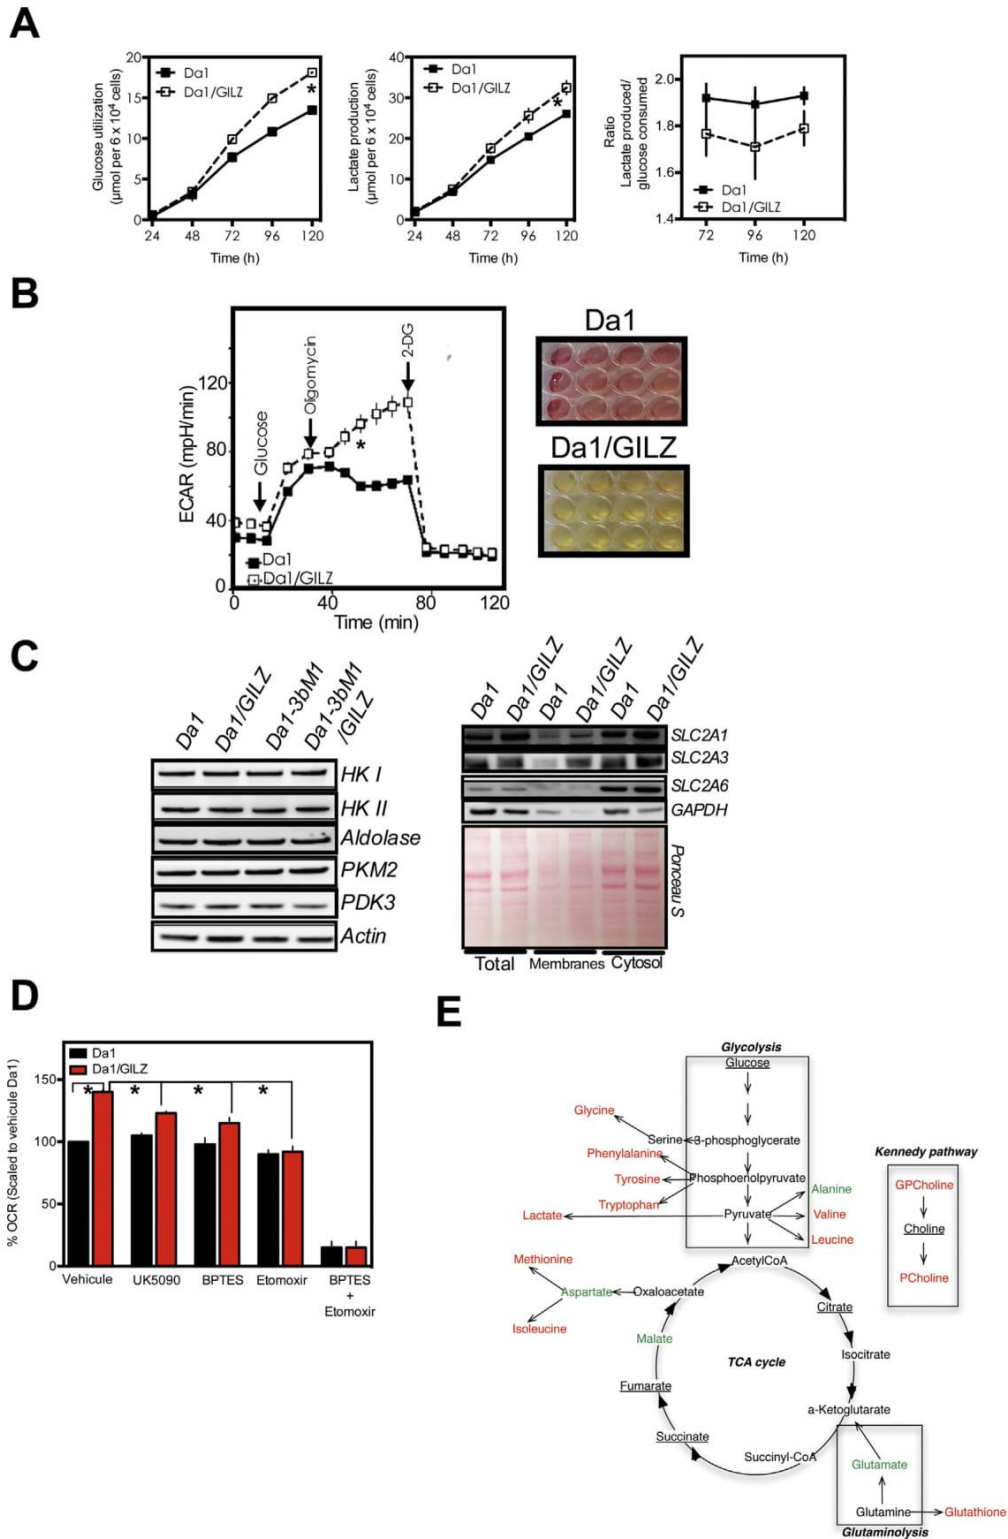 A
20
15
10
5
0
Glucose utilization
(µmol per 6 x 10⁴ cells)
Da1
Da1/GILZ
*
24 48 72 96 120
Time (h)
40
30
20
10
0
Lactate production
(µmol per 6 x 10⁴ cells)
Da1
Da1/GILZ
*
24 48 72 96 120
Time (h)
2.0
1.8
1.6
1.4
Ratio
Lactate produced/
glucose consumed
Da1
Da1/GILZ
72 96 120
Time (h)
B
120
80
40
0
ECAR (mpH/min)
Glucose
Oligomycin
2-DG
*
Da1
Da1/GILZ
0 40 80 120
Time (min)
Da1
Da1/GILZ
C
Da1
Da1/GILZ
Da1-3bM1
Da1-3bM1
/GILZ
HK I
HK II
Aldolase
PKM2
PDK3
Actin
Da1
Da1/GILZ
Da1
Da1/GILZ
Da1
Da1/GILZ
SLC2A1
SLC2A3
SLC2A6
GAPDH
Ponceau S
Total Membranes Cytosol
D
Da1
Da1/GILZ
150
100
50
0
% OCR (Scaled to vehicule Da1)
* * * *
Vehicule UK5090 BPTES Etomoxir BPTES
+
Etomoxir
E
Glycolysis
Glucose
Glycine
Serine
3-phosphoglycerate
Phenylalanine
Tyrosine
Tryptophan
Phosphoenolpyruvate
Lactate
Pyruvate
Alanine
Valine
Leucine
Kennedy pathway
GPCholine
Choline
PCholine
AcetylCoA
Methionine
Aspartate
Isoleucine
Oxaloacetate
Citrate
Malate
TCA cycle
Isocitrate
Fumarate
a-Ketoglutarate
Succinate
Succinyl-CoA
Glutamate
Glutamine
Glutathione
Glutaminolysis